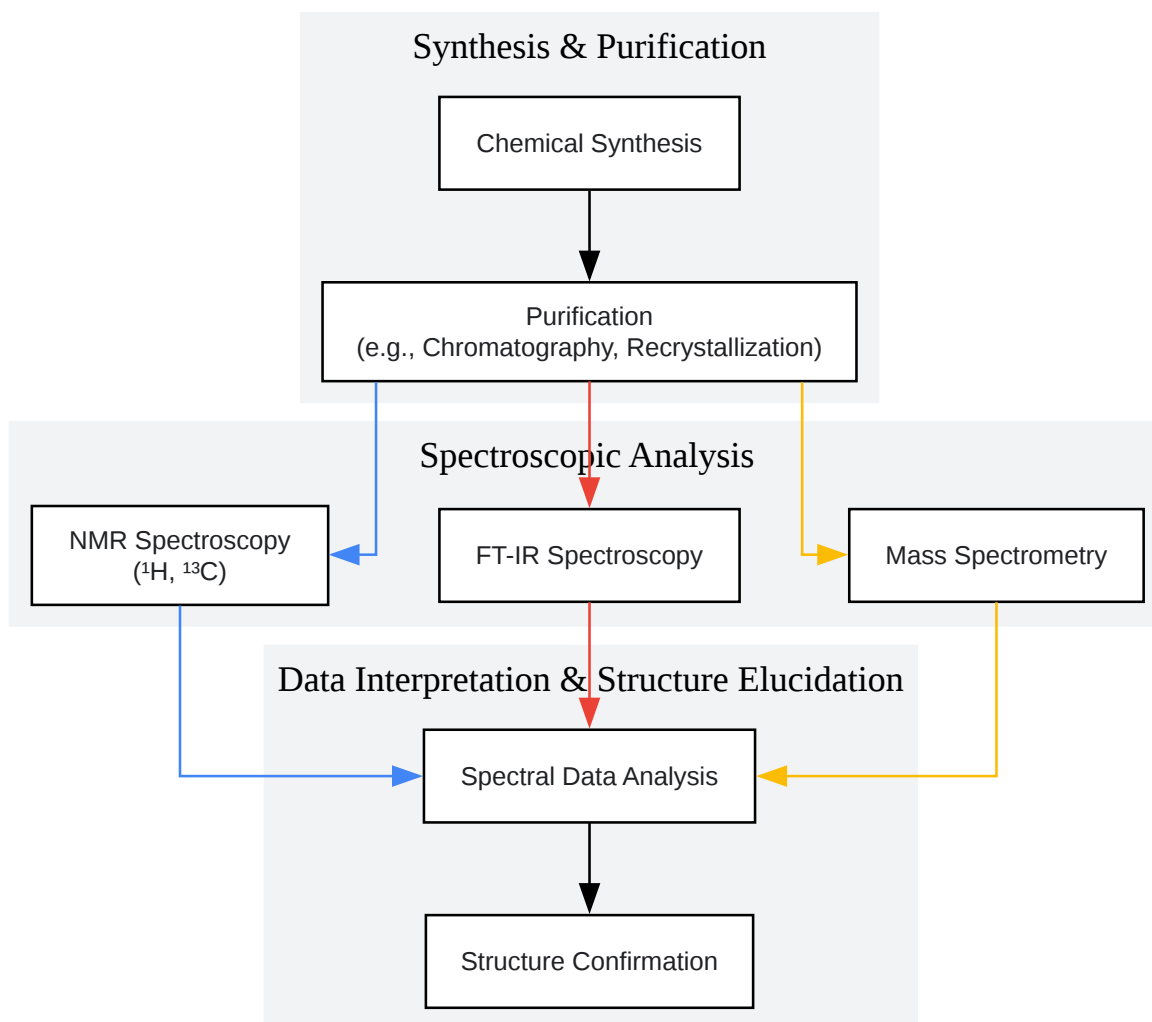 Synthesis & Purification
Chemical Synthesis
Purification
(e.g., Chromatography, Recrystallization)
Spectroscopic Analysis
NMR Spectroscopy
(¹H, ¹³C)
FT-IR Spectroscopy
Mass Spectrometry
Data Interpretation & Structure Elucidation
Spectral Data Analysis
Structure Confirmation